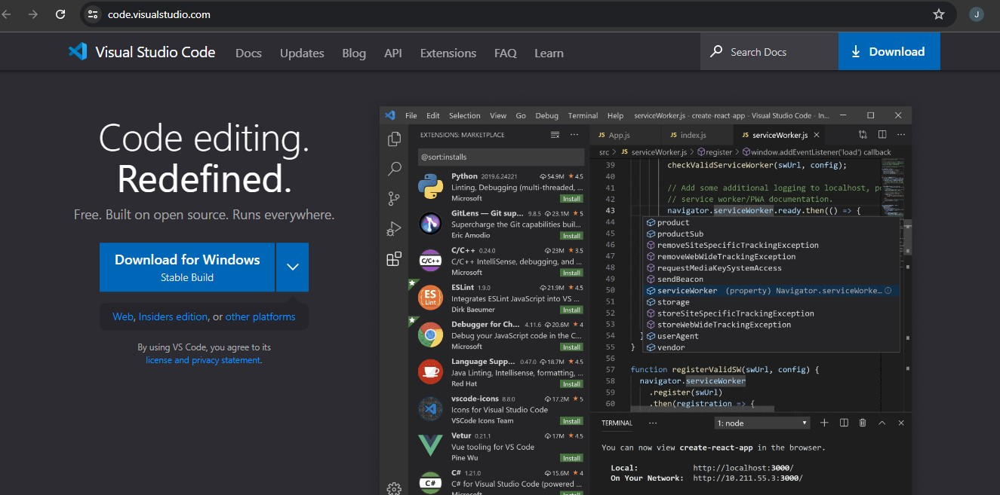 code.visualstudio.com
J
Visual Studio Code Docs Updates Blog API Extensions FAQ Learn Search Docs Download
Code editing.
Redefined.
Free. Built on open source. Runs everywhere.
Download for Windows
Stable Build
Web, Insiders edition, or other platforms
By using VS Code, you agree to its
license and privacy statement.
File Edit Selection View Go Debug Terminal Help serviceWorker.js - create-react-app - Visual Studio Code - In...
EXTENSIONS: MARKETPLACE
@sort:installs
Python 2019.6.24221 54.9M ★ 4.5
Linting, Debugging (multi-threaded, ...
Microsoft Install
GitLens — Git sup... 9.8.5 23.1M ★ 5
Supercharge the Git capabilities buil...
Eric Amodio Install
C/C++
C/C++ 0.24.0 23M ★ 3.5
C/C++ IntelliSense, debugging, and ...
Microsoft Install
ES
Lint
ESLint 1.9.0 21.9M ★ 4.5
Integrates ESLint JavaScript into VS ...
Dirk Baeumer Install
Debugger for Ch... 4.11.6 20.6M ★ 4
Debug your JavaScript code in the C...
Microsoft Install
Language Supp... 0.47.0 18.7M ★ 4.5
Java Linting, Intellisense, formatting, ...
Red Hat Install
vscode-icons 8.8.0 17.2M ★ 5
Icons for Visual Studio Code
VSCode Icons Team Install
Vetur 0.21.1 17M ★ 4.5
Vue tooling for VS Code
Pine Wu Install
C#
C# 1.21.0 15.6M ★ 4
C# for Visual Studio Code (powered ...
Microsoft Install
JS App.js JS index.js JS serviceWorker.js
src > JS serviceWorker.js > register > window.addEventListener('load') callback
39 checkValidServiceWorker(swUrl, config);
40
41 // Add some additional logging to localhost, po
42 // service worker/PWA documentation.
43 navigator.serviceWorker.ready.then(() => {
44 product
45 productSub
46 removeSiteSpecificTrackingException
47 removeWebWideTrackingException
48 requestMediaKeySystemAccess
49 sendBeacon
50 serviceWorker (property) Navigator.serviceWorke...
51 storage
52 storeSiteSpecificTrackingException
53 storeWebWideTrackingException
54 } userAgent
55 } vendor
56
57 function registerValidSW(swUrl, config) {
58 navigator.serviceWorker
59 .register(swUrl)
60 .then(registration => {
TERMINAL ... 1: node
You can now view create-react-app in the browser.
Local: http://localhost:3000/
On Your Network: http://10.211.55.3:3000/